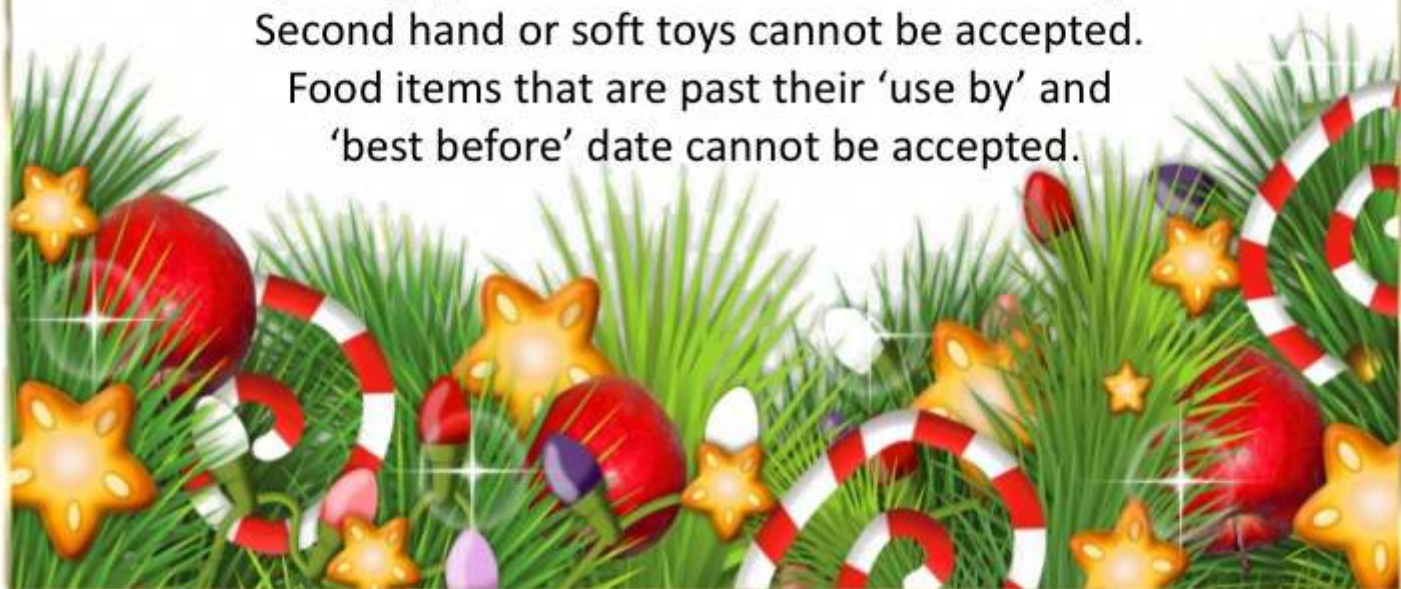 Second hand or soft toys cannot be accepted.
Food items that are past their ‘use by’ and
‘best before’ date cannot be accepted.